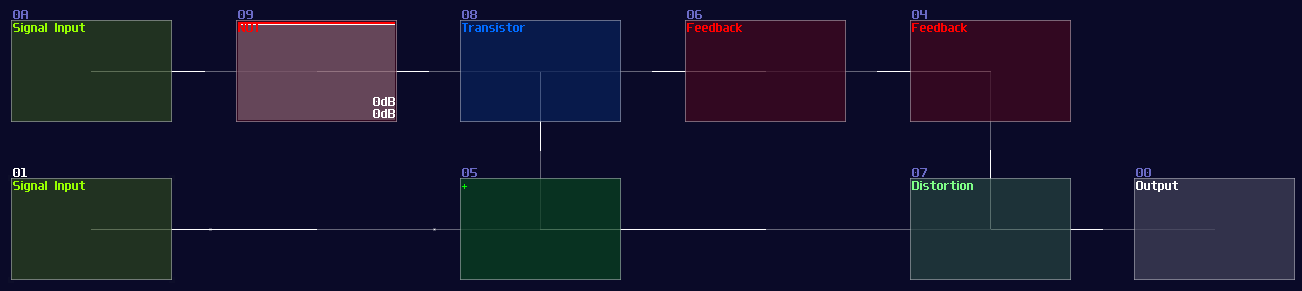 0A
Signal Input
09
0dB
0dB
08
Transistor
06
Feedback
04
Feedback
01
Signal Input
05
+
07
Distortion
00
Output